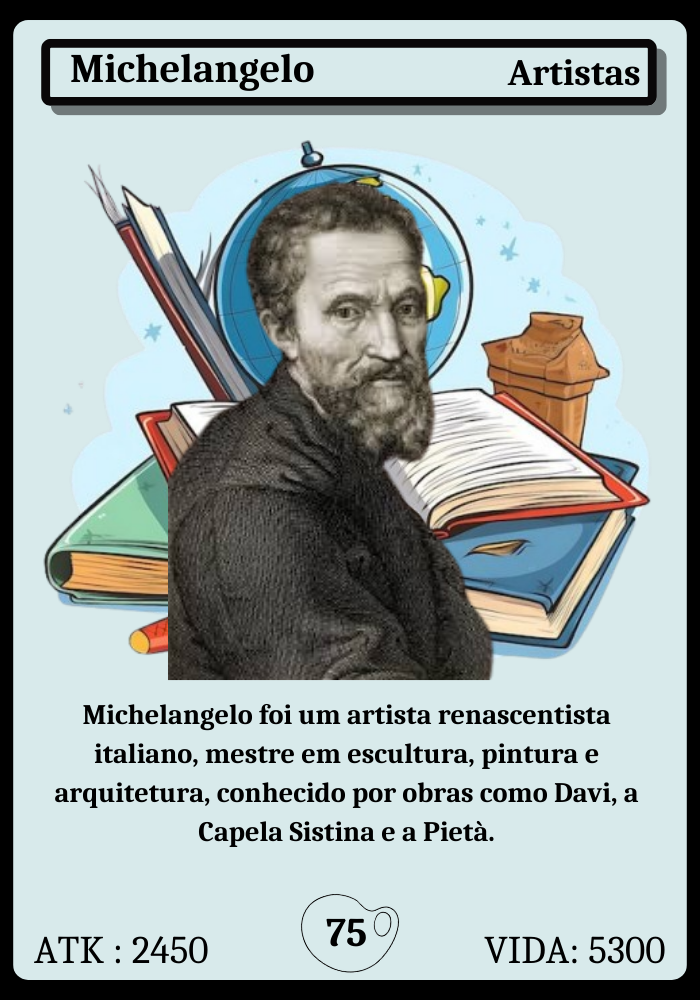 Michelangelo
Artistas
Michelangelo foi um artista renascentista
italiano, mestre em escultura, pintura e
arquitetura, conhecido por obras como Davi, a
Capela Sistina e a Pietà.
75
ATK : 2450
VIDA: 5300